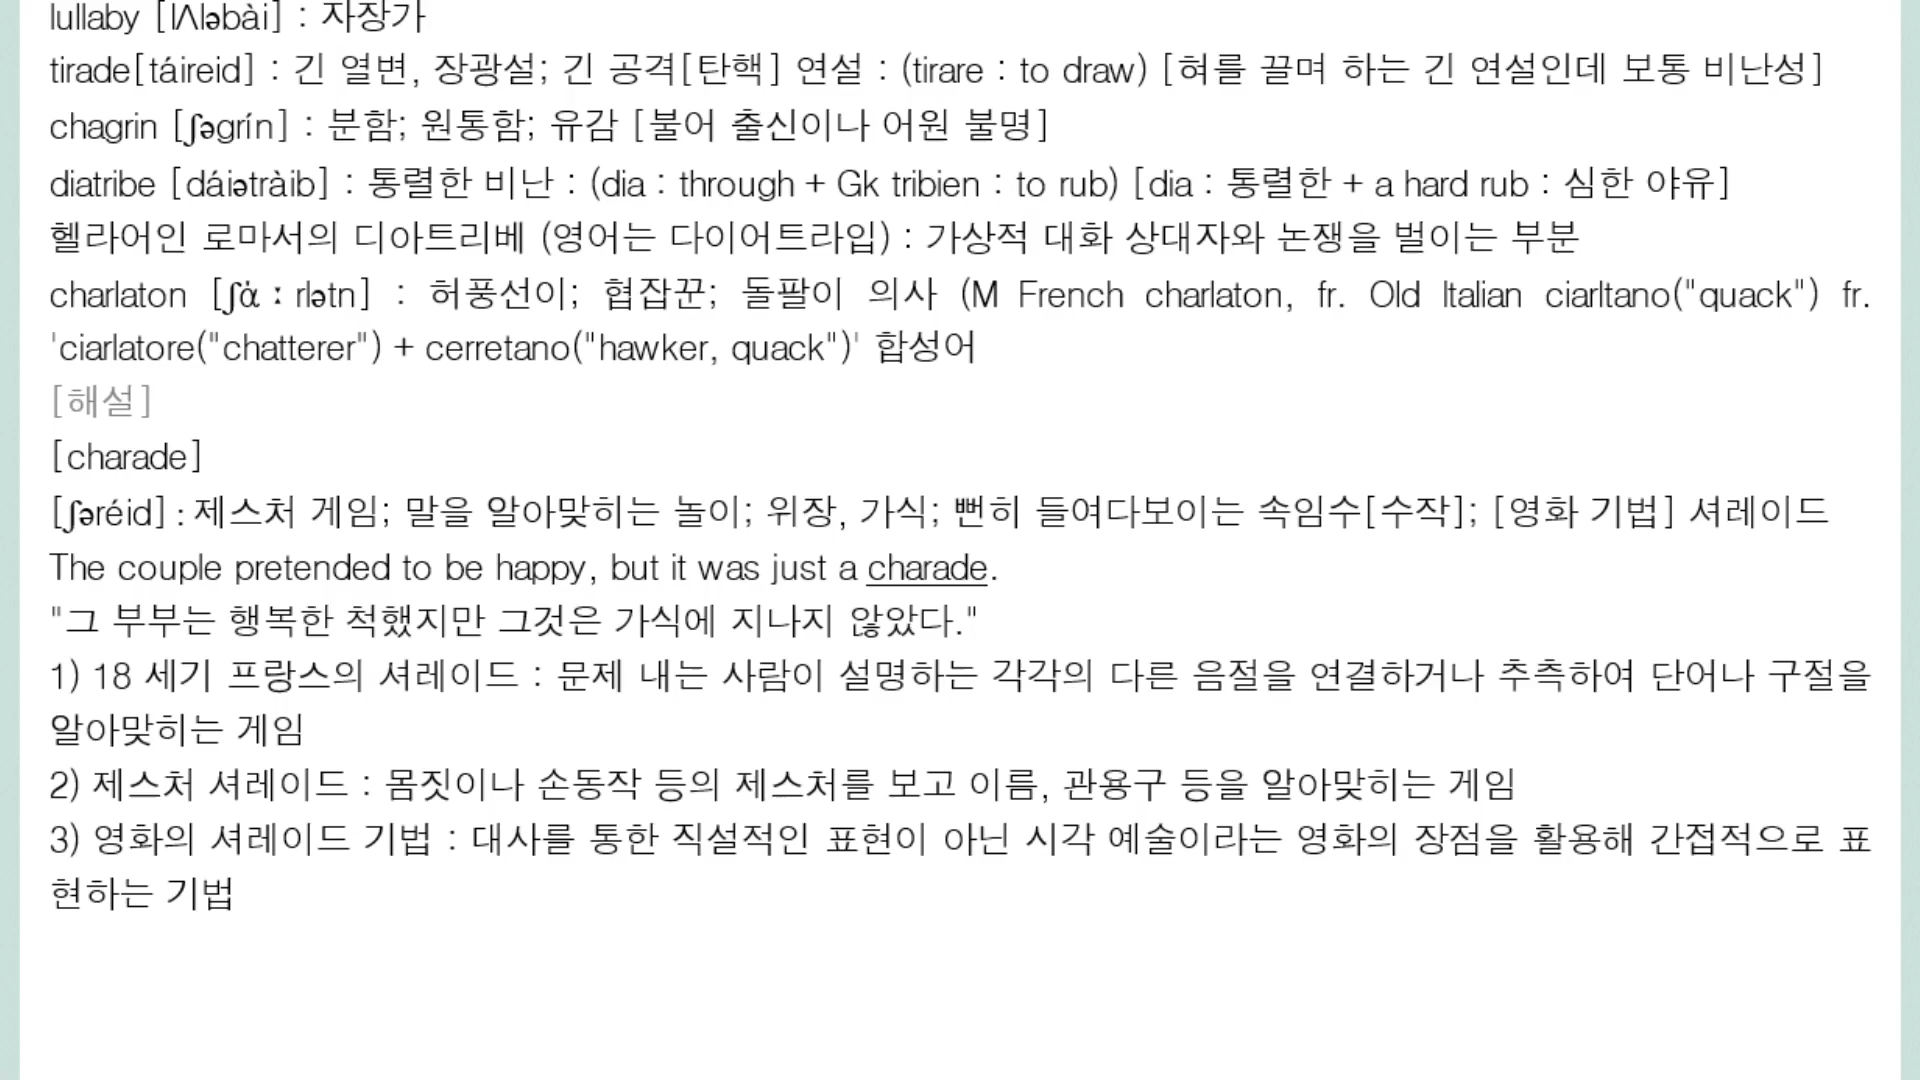 lullaby [lʌləbài] : 자장가
tirade[táireid] : 긴 열변, 장광설; 긴 공격[탄핵] 연설 : (tirare : to draw) [혀를 끌며 하는 긴 연설인데 보통 비난성]
chagrin [ʃəgrín] : 분함; 원통함; 유감 [불어 출신이나 어원 불명]
diatribe [dáiətràib] : 통렬한 비난 : (dia : through + Gk tribien : to rub) [dia : 통렬한 + a hard rub : 심한 야유]
헬라어인 로마서의 디아트리베 (영어는 다이어트라입) : 가상적 대화 상대자와 논쟁을 벌이는 부분
charlaton [ʃɑ́ː rlətn] : 허풍선이; 협잡꾼; 돌팔이 의사 (M French charlaton, fr. Old Italian ciarltano("quack") fr.
'ciarlatore("chatterer") + cerretano("hawker, quack")' 합성어
[해설]
[charade]
[ʃəréid] : 제스처 게임; 말을 알아맞히는 놀이; 위장, 가식; 뻔히 들여다보이는 속임수[수작]; [영화 기법] 셔레이드
The couple pretended to be happy, but it was just a charade.
"그 부부는 행복한 척했지만 그것은 가식에 지나지 않았다."
1) 18 세기 프랑스의 셔레이드 : 문제 내는 사람이 설명하는 각각의 다른 음절을 연결하거나 추측하여 단어나 구절을
알아맞히는 게임
2) 제스처 셔레이드 : 몸짓이나 손동작 등의 제스처를 보고 이름, 관용구 등을 알아맞히는 게임
3) 영화의 셔레이드 기법 : 대사를 통한 직설적인 표현이 아닌 시각 예술이라는 영화의 장점을 활용해 간접적으로 표
현하는 기법